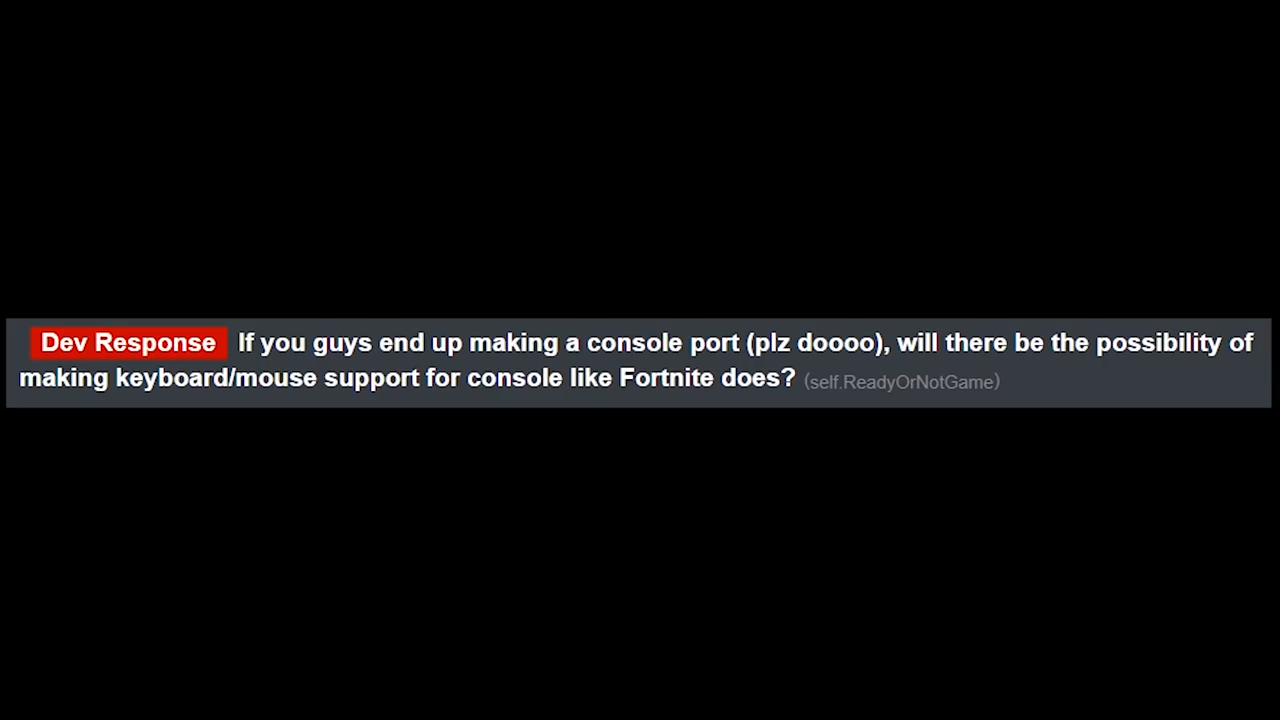 Dev Response If you guys end up making a console port (plz doooo), will there be the possibility of
making keyboard/mouse support for console like Fortnite does? (self.ReadyOrNotGame)